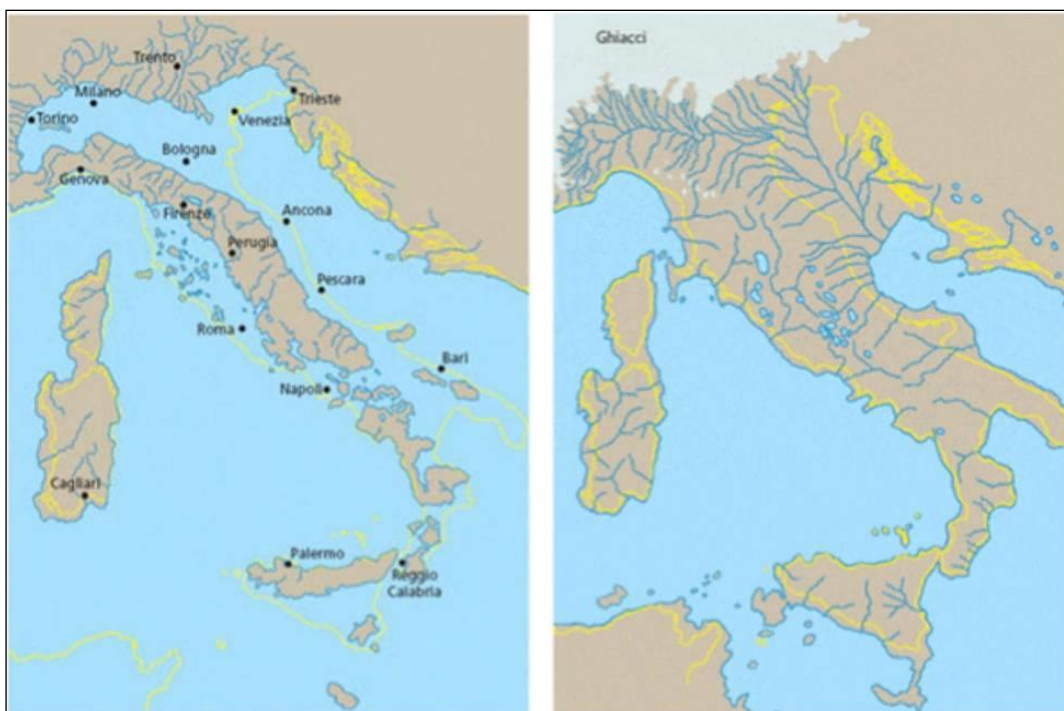 Trento
Milano
Trieste
Torino
Venezia
Bologna
Genova
Firenze
Ancona
Perugia
Pescara
Roma
Bari
Napoli
Cagliari
Palermo
Reggio
Calabria
Ghiacci